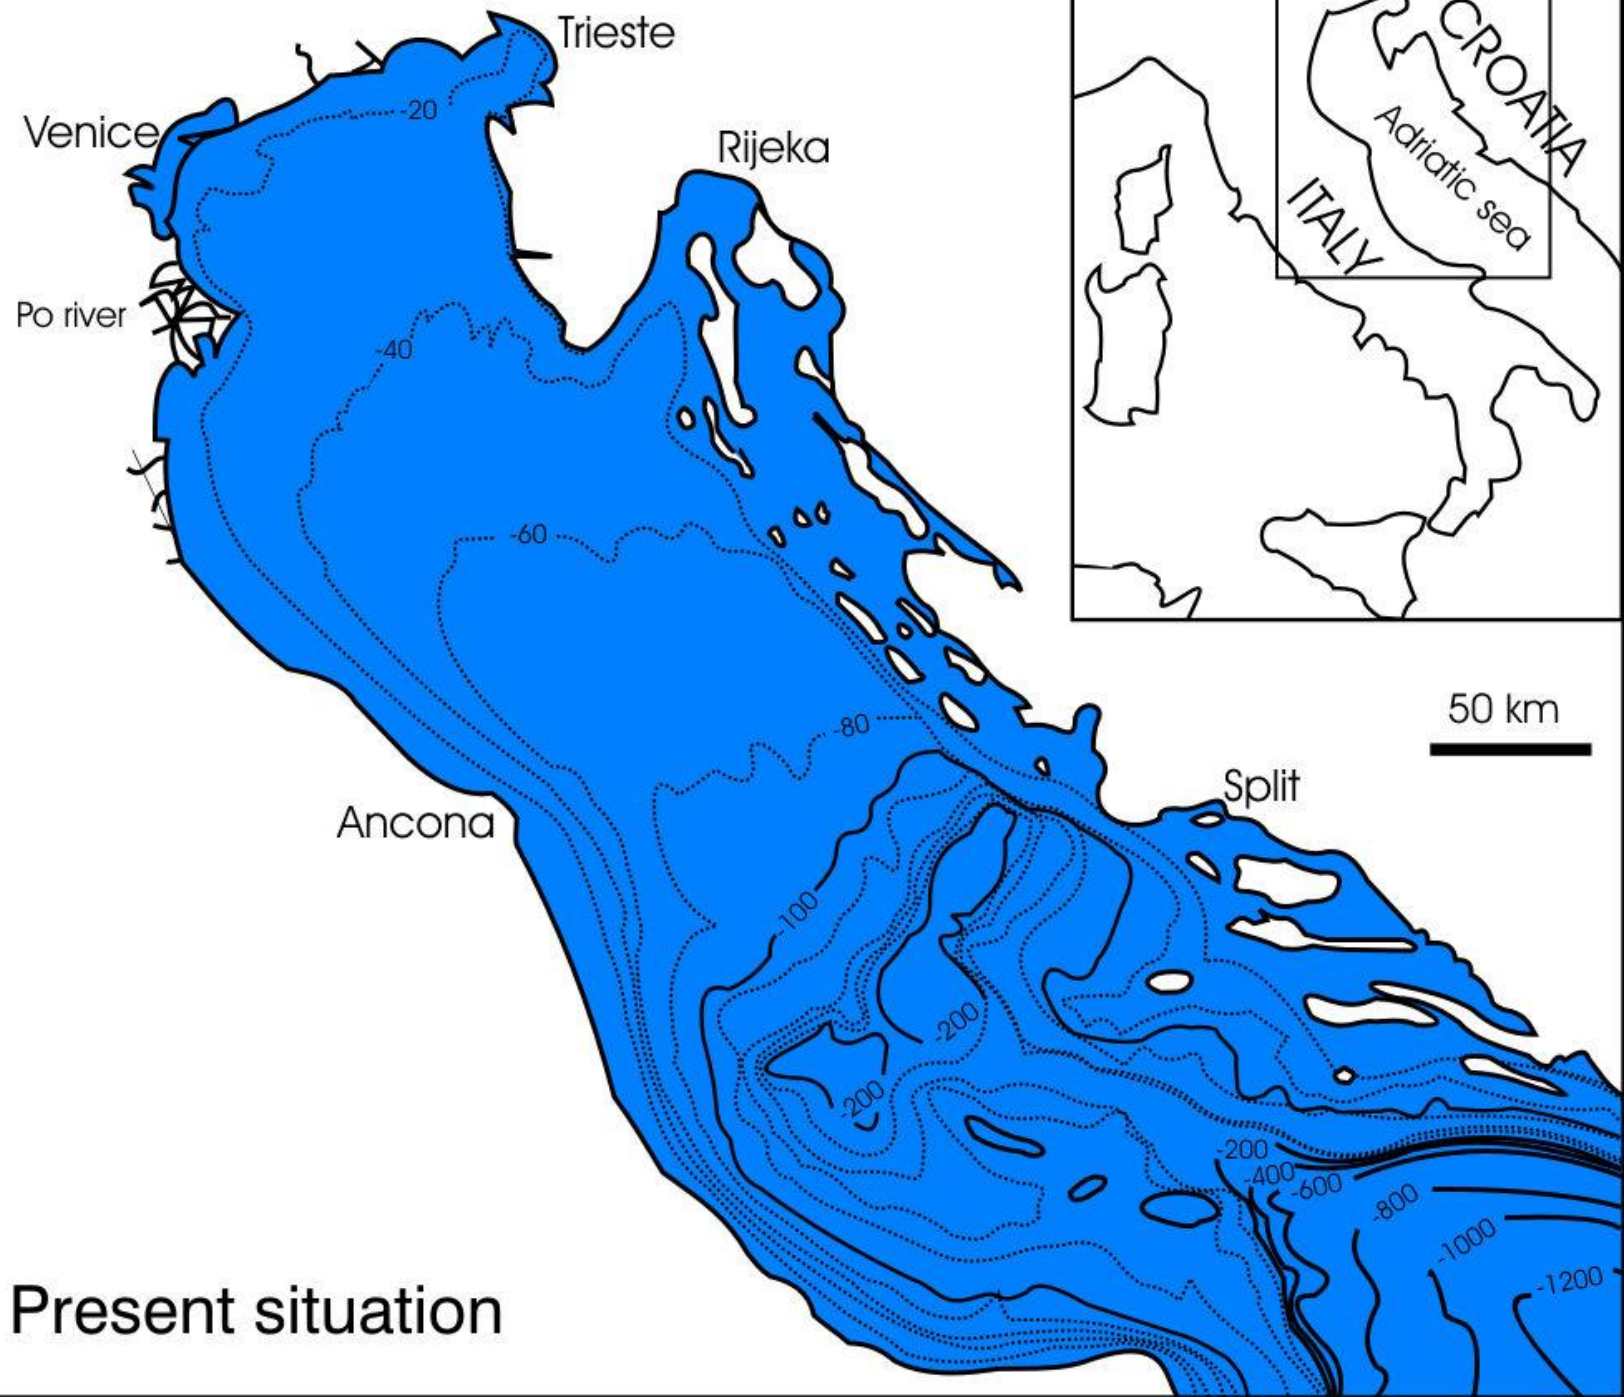 Trieste
CROATIA
-20
Venice
Rijeka
Adriatic sea
ITALY
Po river
-40
-60
50 km
-80
Split
Ancona
-100
-200
200
-200
-400
-600
-800
-1000
-1200
Present situation